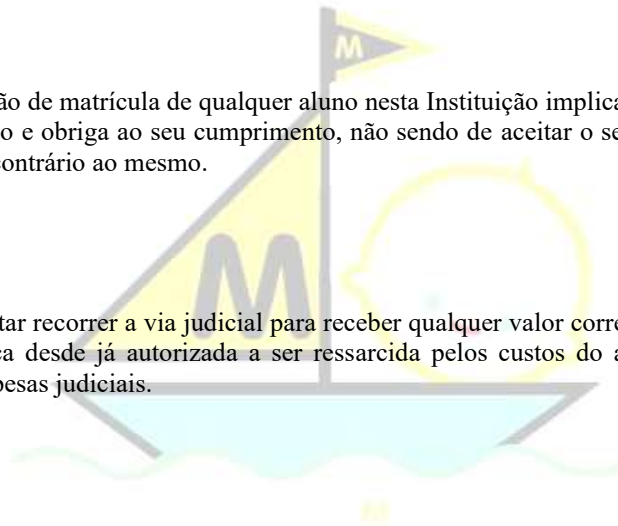 M
ão de matrícula de qualquer aluno nesta Instituição implica
o e obriga ao seu cumprimento, não sendo de aceitar o se
contrário ao mesmo.
M
tar recorrer a via judicial para receber qualquer valor corre
ca desde já autorizada a ser ressarcida pelos custos do a
pesas judiciais.
M